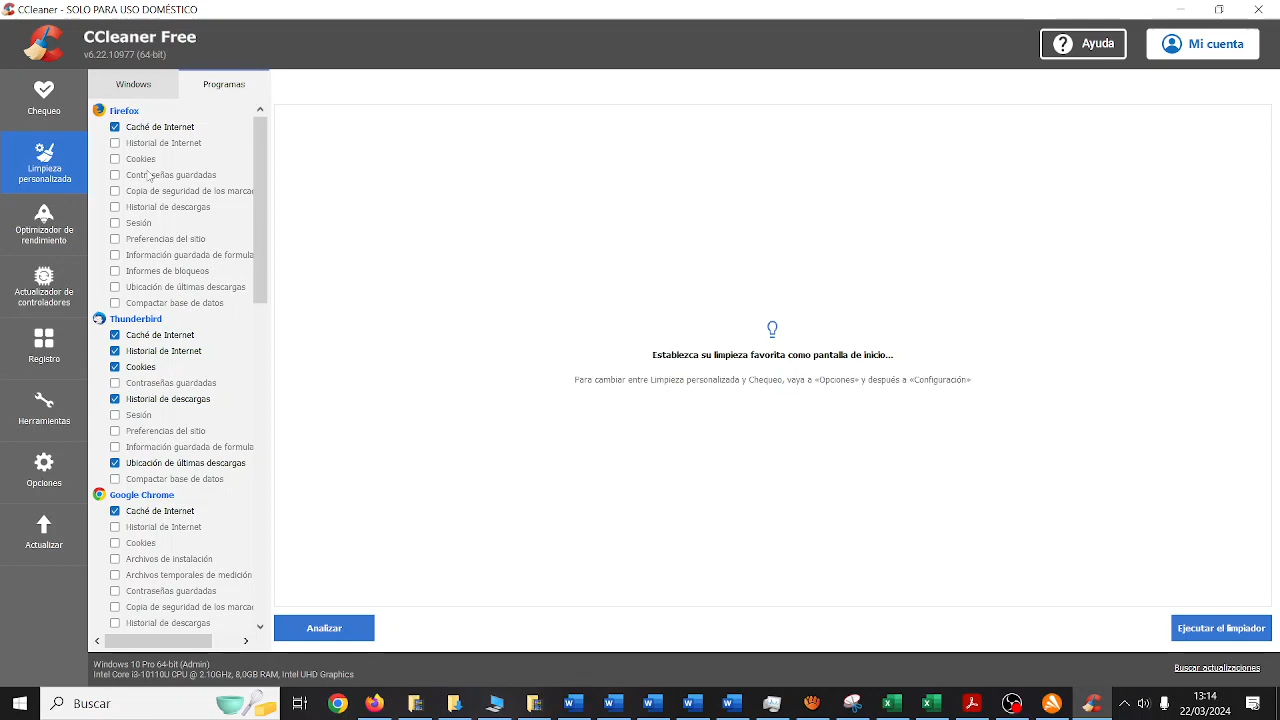 CCleaner - SOLO PARA USO DOMÉSTICO
CCleaner Free
v6.22.10977 (64-bit)
Ayuda
Mi cuenta
Chequeo
Limpieza
personalizada
Optimizador de
rendimiento
Actualizador de
controladores
Registro
Herramientas
Opciones
Actualizar
Windows
Programas
Firefox
Caché de Internet
Historial de Internet
Cookies
Contraseñas guardadas
Copia de seguridad de los marcac
Historial de descargas
Sesión
Preferencias del sitio
Información guardada de formula
Informes de bloqueos
Ubicación de últimas descargas
Compactar base de datos
Thunderbird
Caché de Internet
Historial de Internet
Cookies
Contraseñas guardadas
Historial de descargas
Sesión
Preferencias del sitio
Información guardada de formula
Ubicación de últimas descargas
Compactar base de datos
Google Chrome
Caché de Internet
Historial de Internet
Cookies
Archivos de instalación
Archivos temporales de medición
Contraseñas guardadas
Copia de seguridad de los marcac
Historial de descargas
Establezca su limpieza favorita como pantalla de inicio...
Para cambiar entre Limpieza personalizada y Chequeo, vaya a «Opciones» y después a «Configuración»
Analizar
Ejecutar el limpiador
Windows 10 Pro 64-bit (Admin)
Intel Core i3-10110U CPU @ 2.10GHz, 8,0GB RAM, Intel UHD Graphics
Buscar actualizaciones
Buscar
13:14
22/03/2024